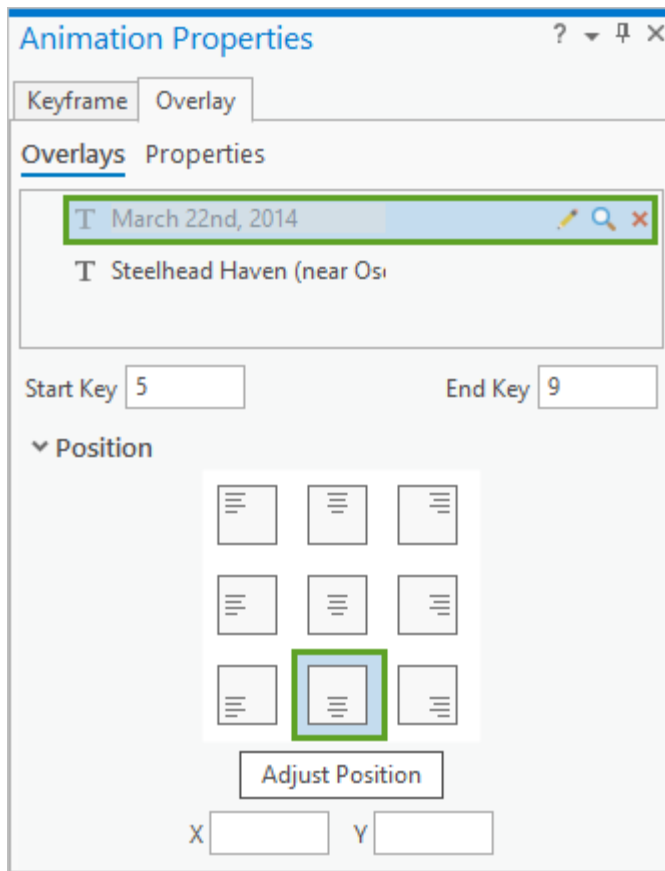 Animation Properties ?
Keyframe Overlay
Overlays Properties
T March 22nd, 2014
T Steelhead Haven (near Os
Start Key 5 End Key 9
Position
Adjust Position
X Y